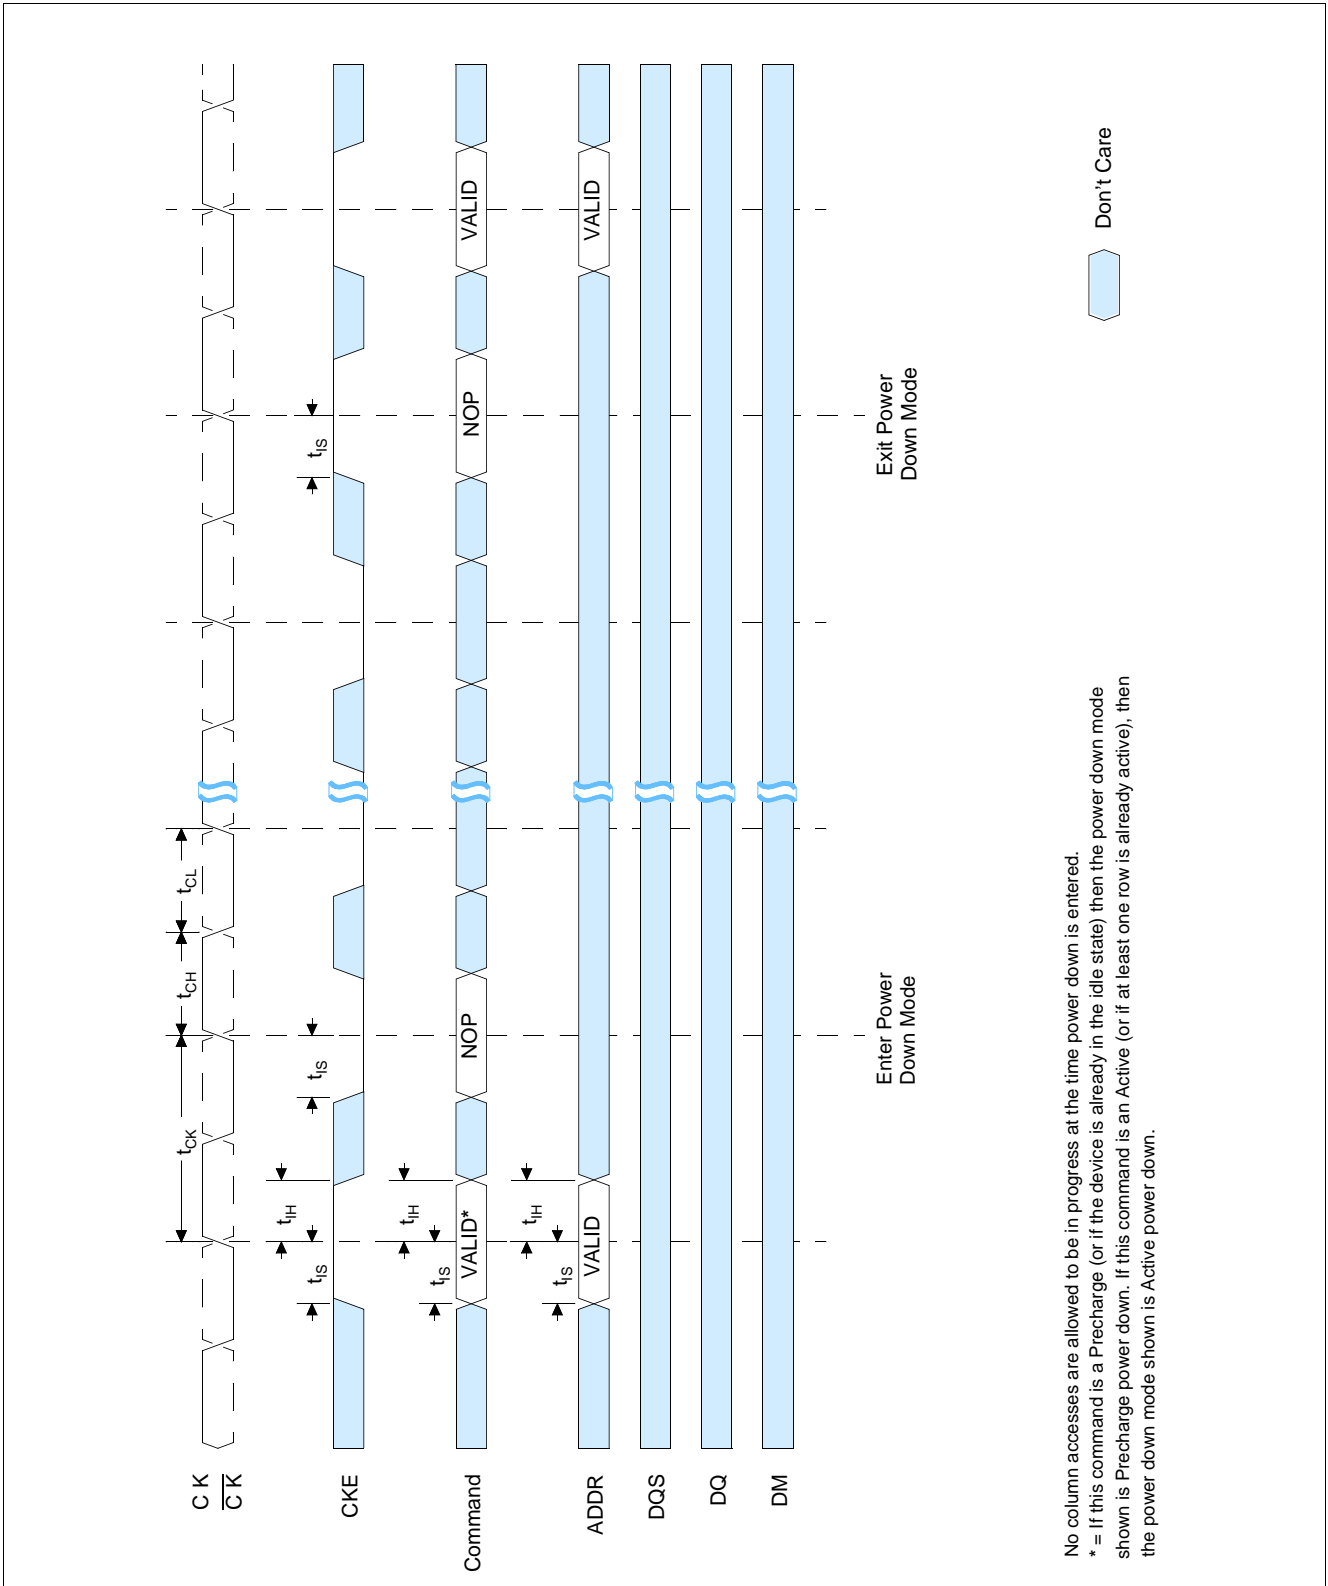 tCK tCH tCL
C K
C K
tIH
tIS tIS tIS
CKE
tIH
tIS
Command VALID* NOP NOP VALID
tIH
tIS
ADDR VALID VALID
DQS
DQ
DM
Enter Power
Down Mode
Exit Power
Down Mode
Don't Care
No column accesses are allowed to be in progress at the time power down is entered.
* = If this command is a Precharge (or if the device is already in the idle state) then the power down mode
shown is Precharge power down. If this command is an Active (or if at least one row is already active), then
the power down mode shown is Active power down.